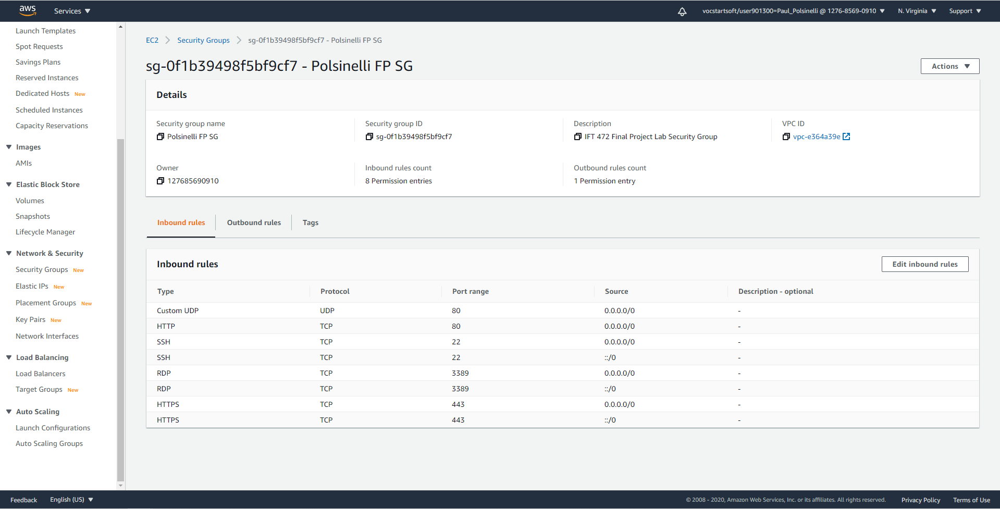 aws Services vocstartsoft/user901300=Paul_Polsinelli @ 1276-8569-0910 N. Virginia Support
Launch Templates
Spot Requests
Savings Plans
Reserved Instances
Dedicated Hosts New
Scheduled Instances
Capacity Reservations
Images
AMIs
Elastic Block Store
Volumes
Snapshots
Lifecycle Manager
Network & Security
Security Groups New
Elastic IPs New
Placement Groups New
Key Pairs New
Network Interfaces
Load Balancing
Load Balancers
Target Groups New
Auto Scaling
Launch Configurations
Auto Scaling Groups
EC2 Security Groups sg-0f1b39498f5bf9cf7 - Polsinelli FP SG
sg-0f1b39498f5bf9cf7 - Polsinelli FP SG Actions
Details
Security group name Security group ID Description VPC ID
Polsinelli FP SG sg-0f1b39498f5bf9cf7 IFT 472 Final Project Lab Security Group vpc-e364a39e
Owner Inbound rules count Outbound rules count
127685690910 8 Permission entries 1 Permission entry
Inbound rules Outbound rules Tags
Inbound rules Edit inbound rules
Type Protocol Port range Source Description - optional
Custom UDP UDP 80 0.0.0.0/0 -
HTTP TCP 80 0.0.0.0/0 -
SSH TCP 22 0.0.0.0/0 -
SSH TCP 22 ::/0 -
RDP TCP 3389 0.0.0.0/0 -
RDP TCP 3389 ::/0 -
HTTPS TCP 443 0.0.0.0/0 -
HTTPS TCP 443 ::/0 -
Feedback English (US) © 2008 - 2020, Amazon Web Services, Inc. or its affiliates. All rights reserved. Privacy Policy Terms of Use